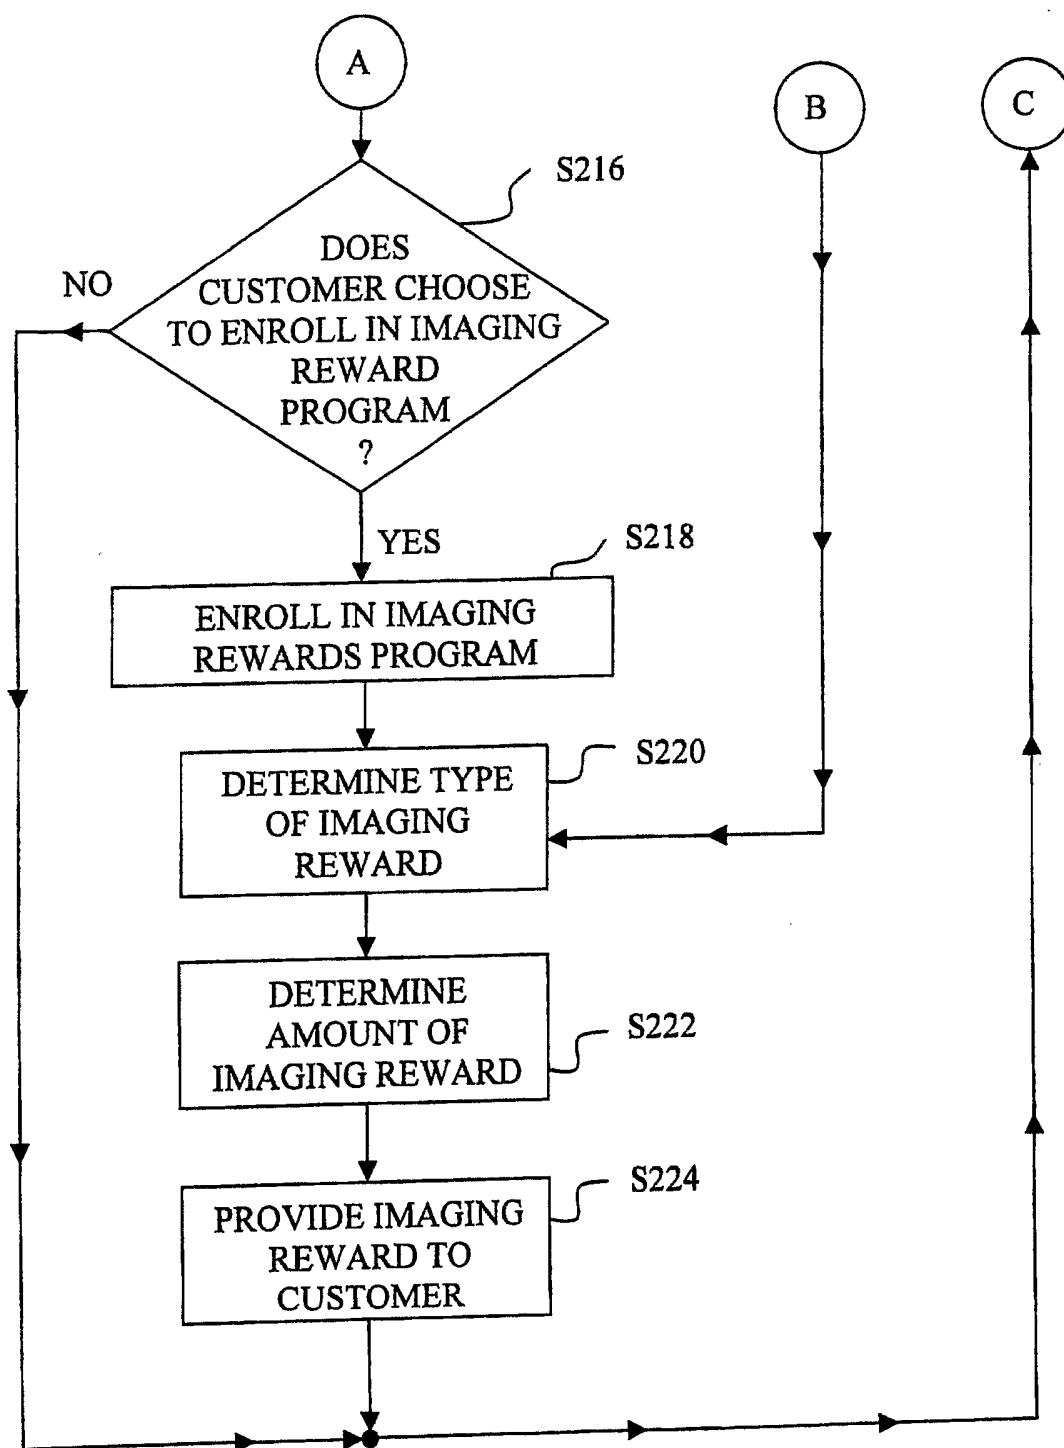 A
B
C
S216
DOES
CUSTOMER CHOOSE
TO ENROLL IN IMAGING
REWARD
PROGRAM
?
NO
YES
S218
ENROLL IN IMAGING
REWARDS PROGRAM
S220
DETERMINE TYPE
OF IMAGING
REWARD
S222
DETERMINE
AMOUNT OF
IMAGING REWARD
S224
PROVIDE IMAGING
REWARD TO
CUSTOMER